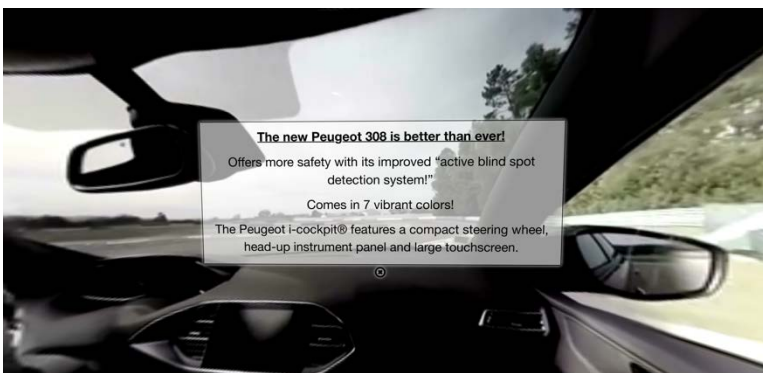 The new Peugeot 308 is better than ever!
Offers more safety with its improved “active blind spot
detection system!”
Comes in 7 vibrant colors!
The Peugeot i-cockpit® features a compact steering wheel,
head-up instrument panel and large touchscreen.